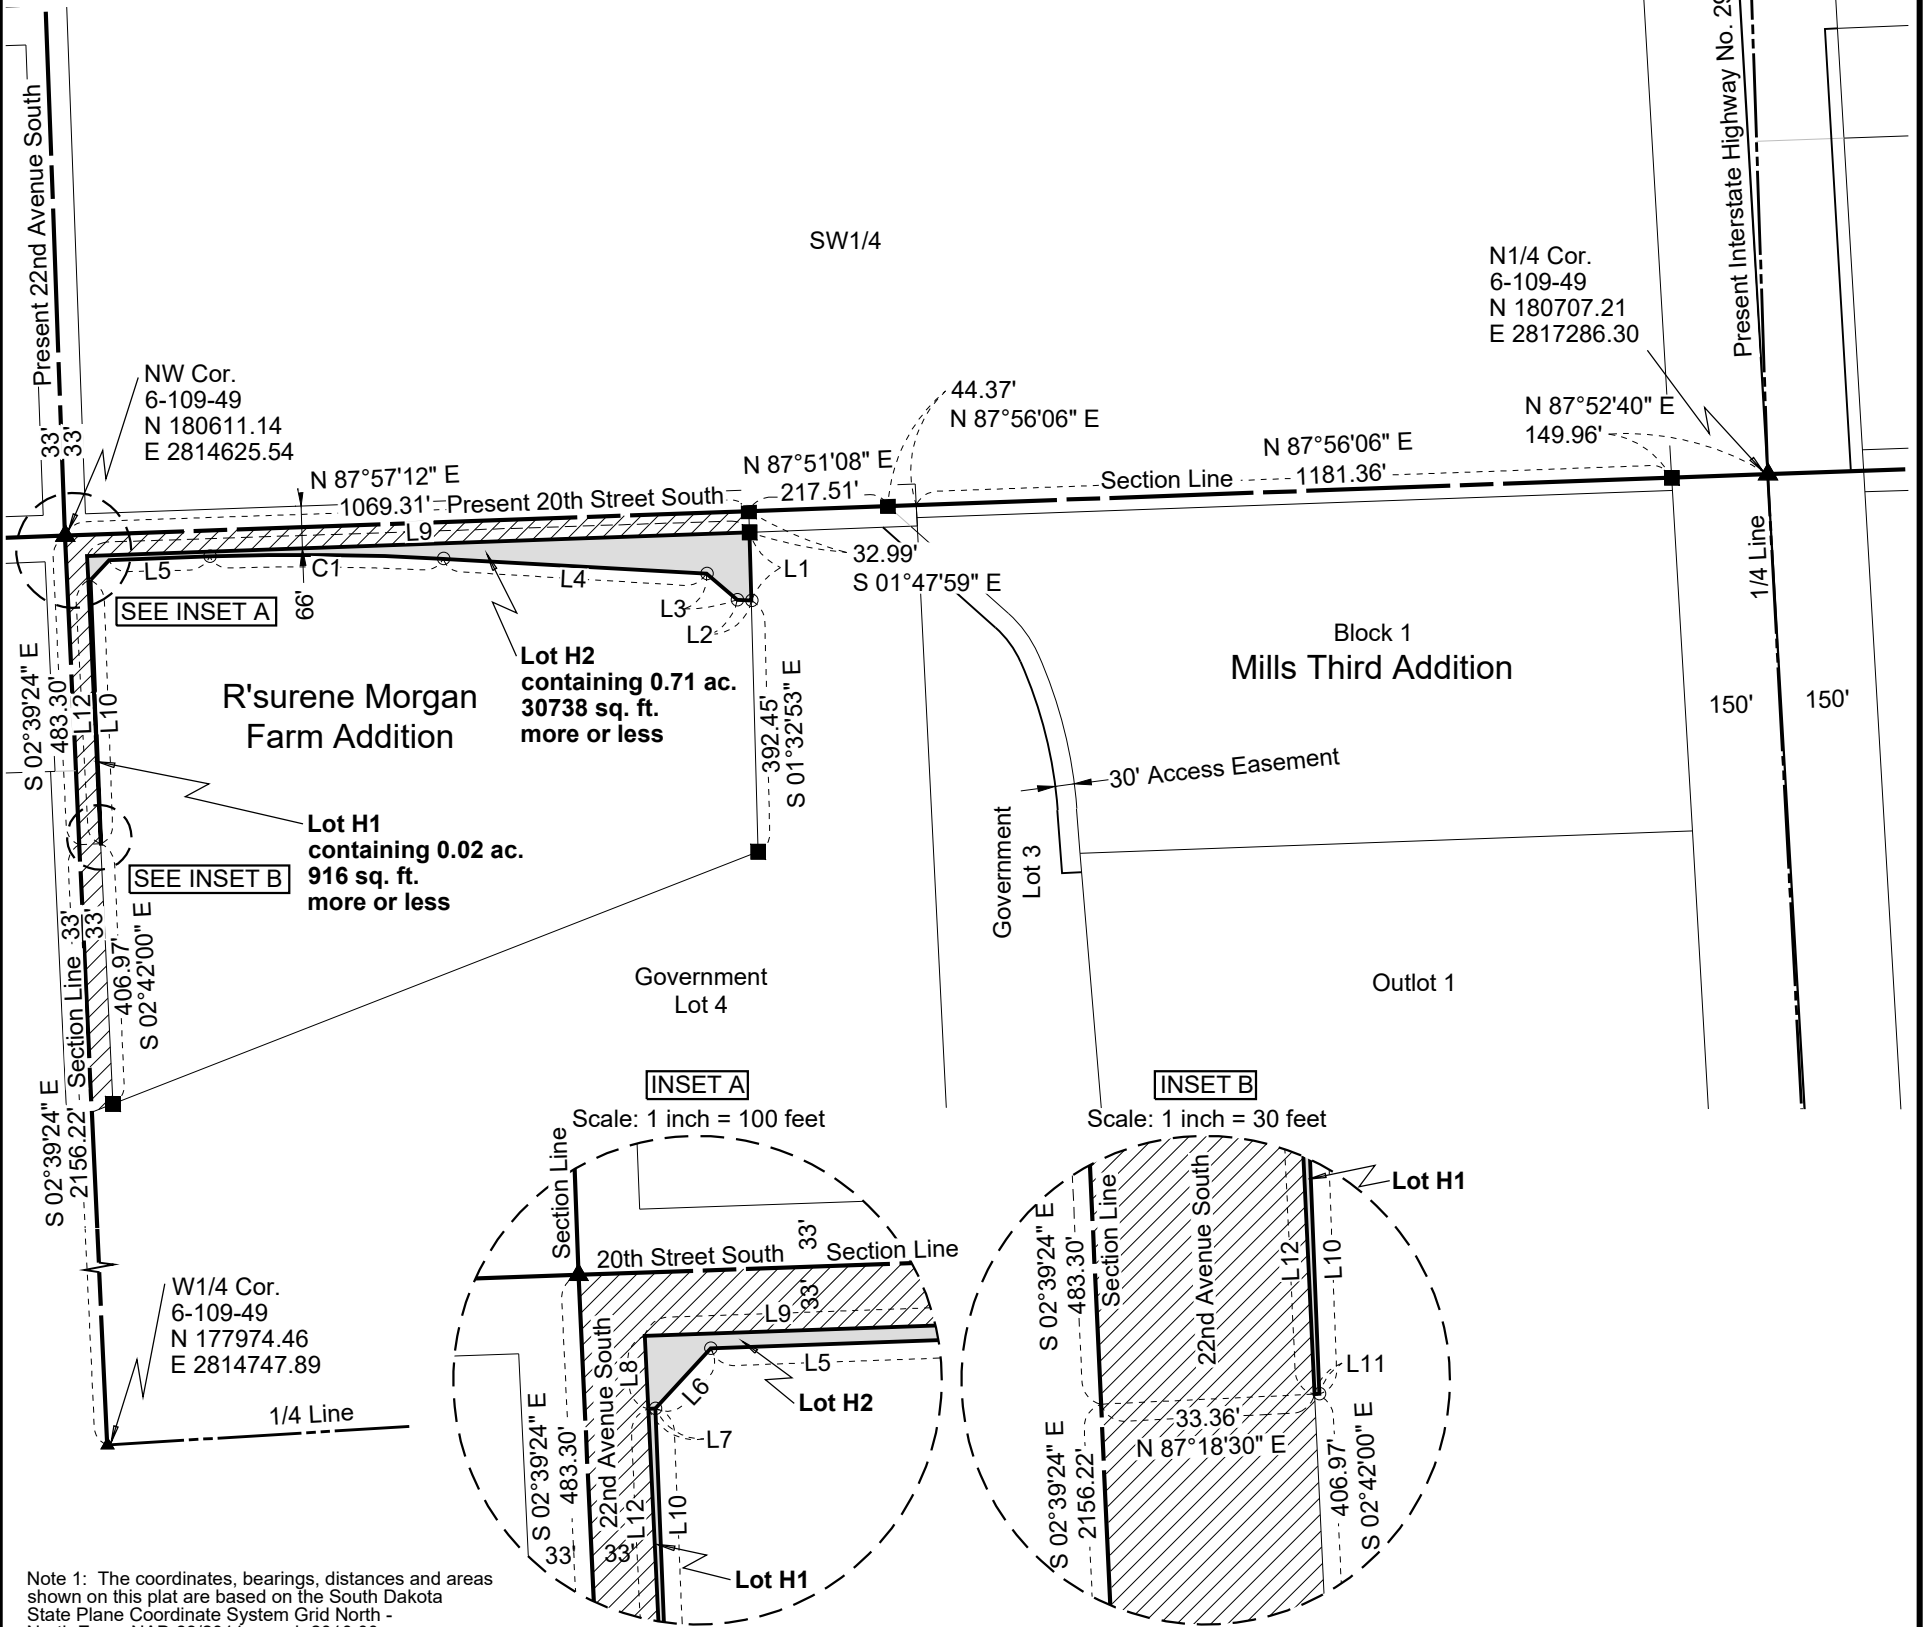 Present 22nd Avenue South
33'
33'
SW1/4
Present Interstate Highway No. 29
N1/4 Cor.
6-109-49
N 180707.21
E 2817286.30
NW Cor.
6-109-49
N 180611.14
E 2814625.54
44.37'
N 87°56'06" E
N 87°52'40" E
149.96'
N 87°57'12" E
1069.31'
Present 20th Street South
N 87°51'08" E
217.51'
Section Line
N 87°56'06" E
1181.36'
L9
L5
C1
L4
L3
L2
L1
66'
32.99'
S 01°47'59" E
SEE INSET A
1/4 Line
Lot H2
containing 0.71 ac.
30738 sq. ft.
more or less
R'surene Morgan
Farm Addition
Block 1
Mills Third Addition
150'
150'
S 02°39'24" E
483.30'
L12
L10
392.45'
S 01°32'53" E
30' Access Easement
Lot H1
containing 0.02 ac.
916 sq. ft.
more or less
SEE INSET B
Government
Lot 3
33'
33'
Section Line
406.97'
S 02°42'00" E
Government
Lot 4
Outlot 1
S 02°39'24" E
2156.22'
W1/4 Cor.
6-109-49
N 177974.46
E 2814747.89
1/4 Line
INSET A
Scale: 1 inch = 100 feet
Section Line
20th Street South
33'
Section Line
33'
L9
L8
L5
L6
Lot H2
L7
22nd Avenue South
S 02°39'24" E
483.30'
L12
L10
33'
33'
Lot H1
INSET B
Scale: 1 inch = 30 feet
Lot H1
S 02°39'24" E
483.30'
Section Line
22nd Avenue South
L12
L10
L11
33.36'
N 87°18'30" E
S 02°39'24" E
2156.22'
406.97'
S 02°42'00" E
Note 1: The coordinates, bearings, distances and areas
shown on this plat are based on the South Dakota
State Plane Coordinate System Grid North -